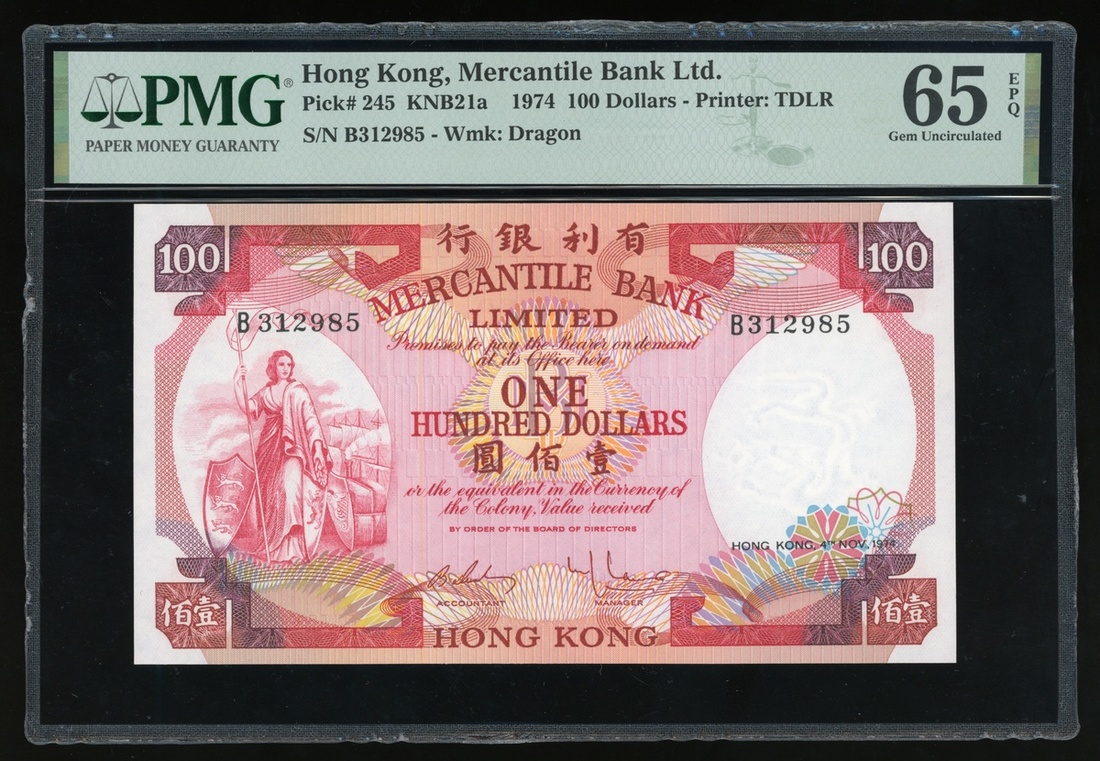 PMG®
PAPER MONEY GUARANTY
Hong Kong, Mercantile Bank Ltd.
Pick# 245 KNB21a 1974 100 Dollars - Printer: TDLR
S/N B312985 - Wmk: Dragon
65 EPQ
Gem Uncirculated
行銀利有
100 100
MERCANTILE BANK
LIMITED
B312985 B312985
Promises to pay the Bearer on demand
at its Office here
ONE
HUNDRED DOLLARS
圓佰壹
or the equivalent in the Currency of
the Colony, Value received
BY ORDER OF THE BOARD OF DIRECTORS
HONG KONG, 4TH NOV. 1974
ACCOUNTANT MANAGER
佰壹 佰壹
HONG KONG